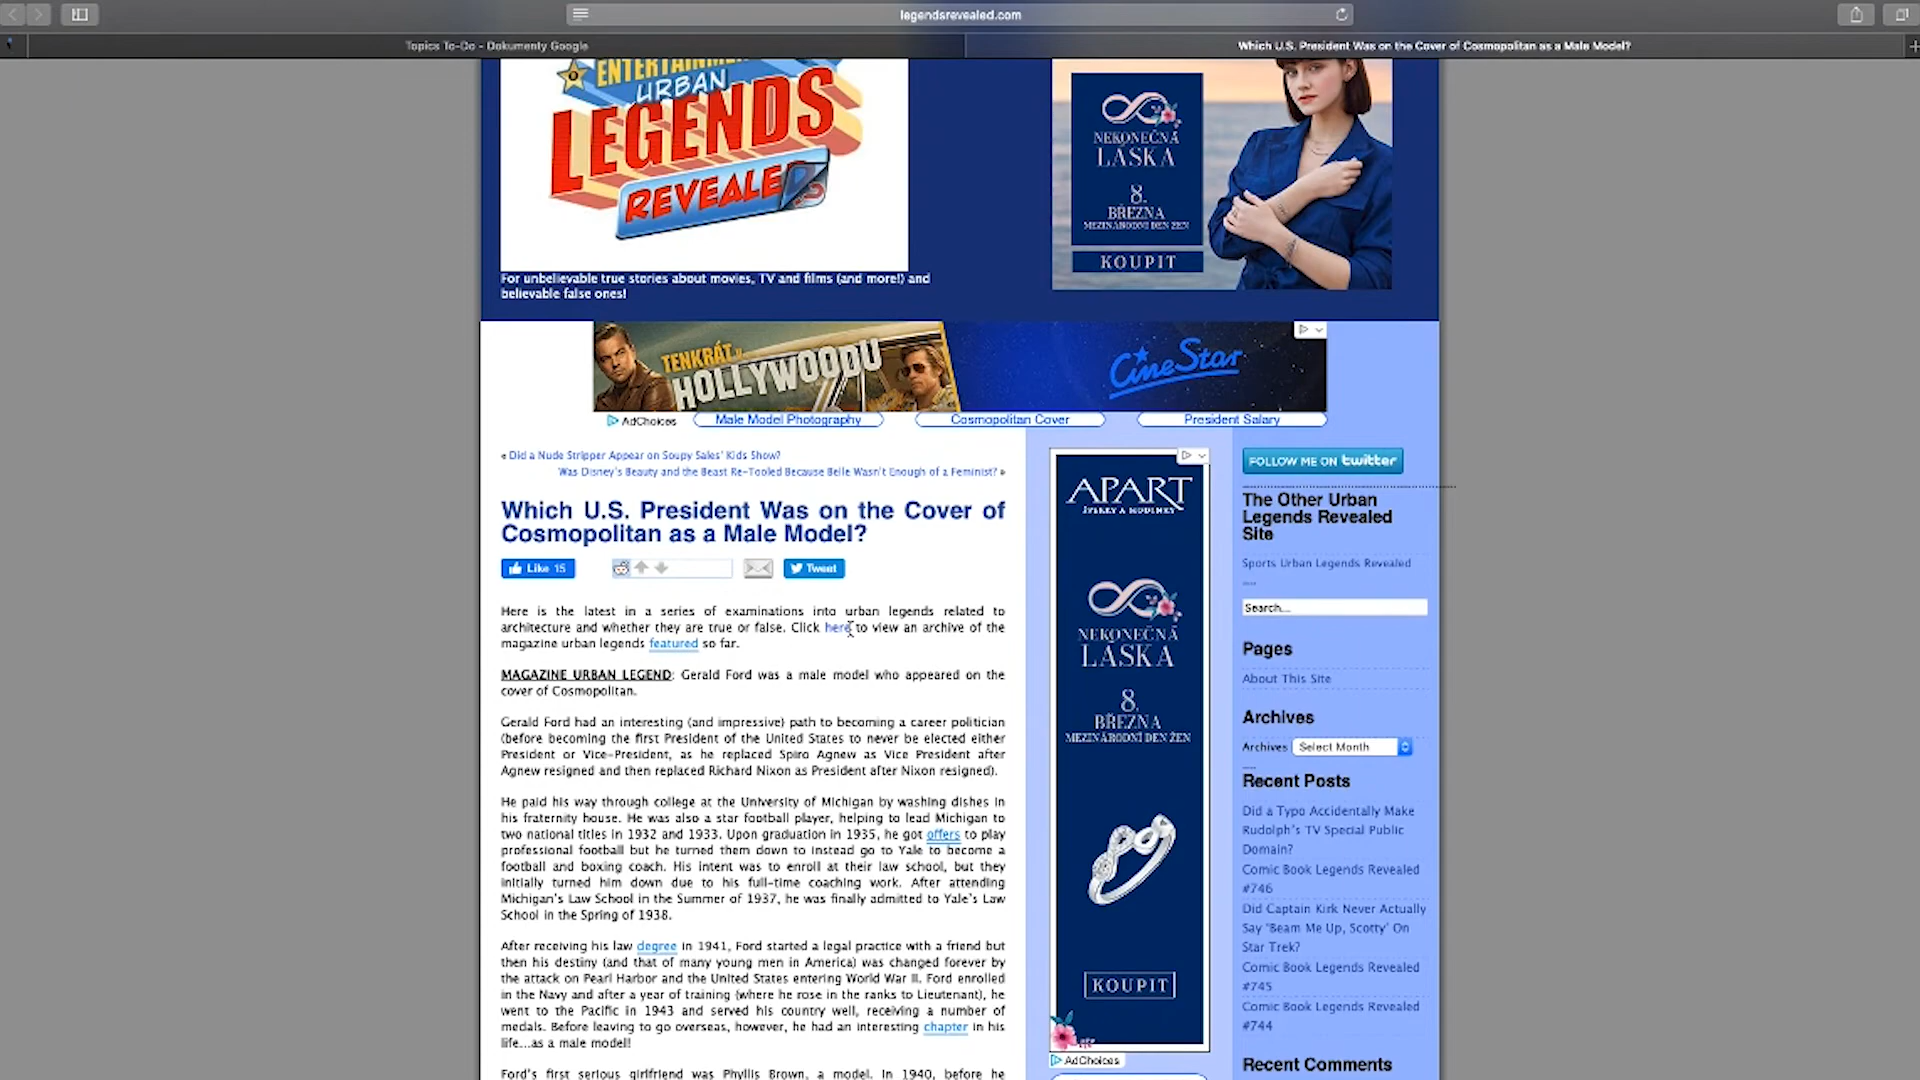 legendsrevealed.com
Topics To-Do - Dokumenty Google
Which U.S. President Was on the Cover of Cosmopolitan as a Male Model?
ENTERTAINME
URBAN
LEGENDS
REVEALED
For unbelievable true stories about movies, TV and films (and more!) and
believable false ones!
NEKONEČNÁ
LÁSKA
8.
BŘEZNA
MEZINÁRODNÍ DEN ŽEN
KOUPIT
TENKRÁT V
HOLLYWOODU
CineStar
AdChoices
Male Model Photography
Cosmopolitan Cover
President Salary
« Did a Nude Stripper Appear on Soupy Sales' Kids Show?
Was Disney's Beauty and the Beast Re-Tooled Because Belle Wasn't Enough of a Feminist? »
Which U.S. President Was on the Cover of
Cosmopolitan as a Male Model?
Like 15
Tweet
Here is the latest in a series of examinations into urban legends related to
architecture and whether they are true or false. Click here to view an archive of the
magazine urban legends featured so far.
MAGAZINE URBAN LEGEND: Gerald Ford was a male model who appeared on the
cover of Cosmopolitan.
Gerald Ford had an interesting (and impressive) path to becoming a career politician
(before becoming the first President of the United States to never be elected either
President or Vice-President, as he replaced Spiro Agnew as Vice President after
Agnew resigned and then replaced Richard Nixon as President after Nixon resigned).
He paid his way through college at the University of Michigan by washing dishes in
his fraternity house. He was also a star football player, helping to lead Michigan to
two national titles in 1932 and 1933. Upon graduation in 1935, he got offers to play
professional football but he turned them down to instead go to Yale to become a
football and boxing coach. His intent was to enroll at their law school, but they
initially turned him down due to his full-time coaching work. After attending
Michigan's Law School in the Summer of 1937, he was finally admitted to Yale's Law
School in the Spring of 1938.
After receiving his law degree in 1941, Ford started a legal practice with a friend but
then his destiny (and that of many young men in America) was changed forever by
the attack on Pearl Harbor and the United States entering World War II. Ford enrolled
in the Navy and after a year of training (where he rose in the ranks to Lieutenant), he
went to the Pacific in 1943 and served his country well, receiving a number of
medals. Before leaving to go overseas, however, he had an interesting chapter in his
life...as a male model!
Ford's first serious girlfriend was Phyllis Brown, a model. In 1940, before he
APART
ŠPERKY A HODINKY
NEKONEČNÁ
LÁSKA
8.
BŘEZNA
MEZINÁRODNÍ DEN ŽEN
KOUPIT
AdChoices
FOLLOW ME ON twitter
The Other Urban
Legends Revealed
Site
Sports Urban Legends Revealed
Search...
Pages
About This Site
Archives
Archives Select Month
Recent Posts
Did a Typo Accidentally Make
Rudolph's TV Special Public
Domain?
Comic Book Legends Revealed
#746
Did Captain Kirk Never Actually
Say 'Beam Me Up, Scotty' On
Star Trek?
Comic Book Legends Revealed
#745
Comic Book Legends Revealed
#744
Recent Comments